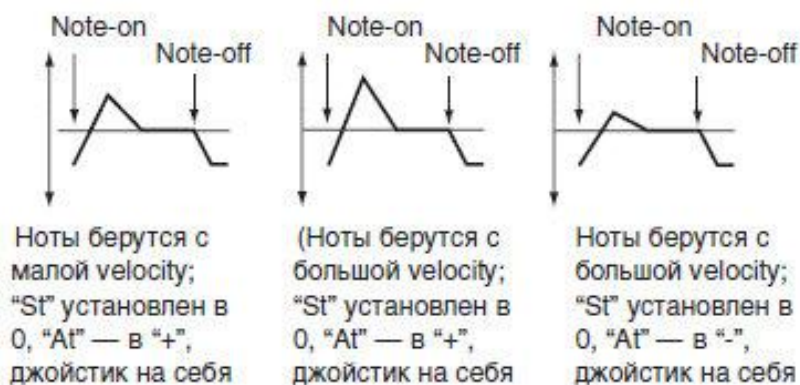 Note-on
Note-off
Note-on
Note-off
Note-on
Note-off
Ноты берутся с
малой velocity;
“St” установлен в
0, “At” — в “+”,
джойстик на себя
(Ноты берутся с
большой velocity;
“St” установлен в
0, “At” — в “+”,
джойстик на себя
Ноты берутся с
большой velocity;
“St” установлен в
0, “At” — в “-”,
джойстик на себя